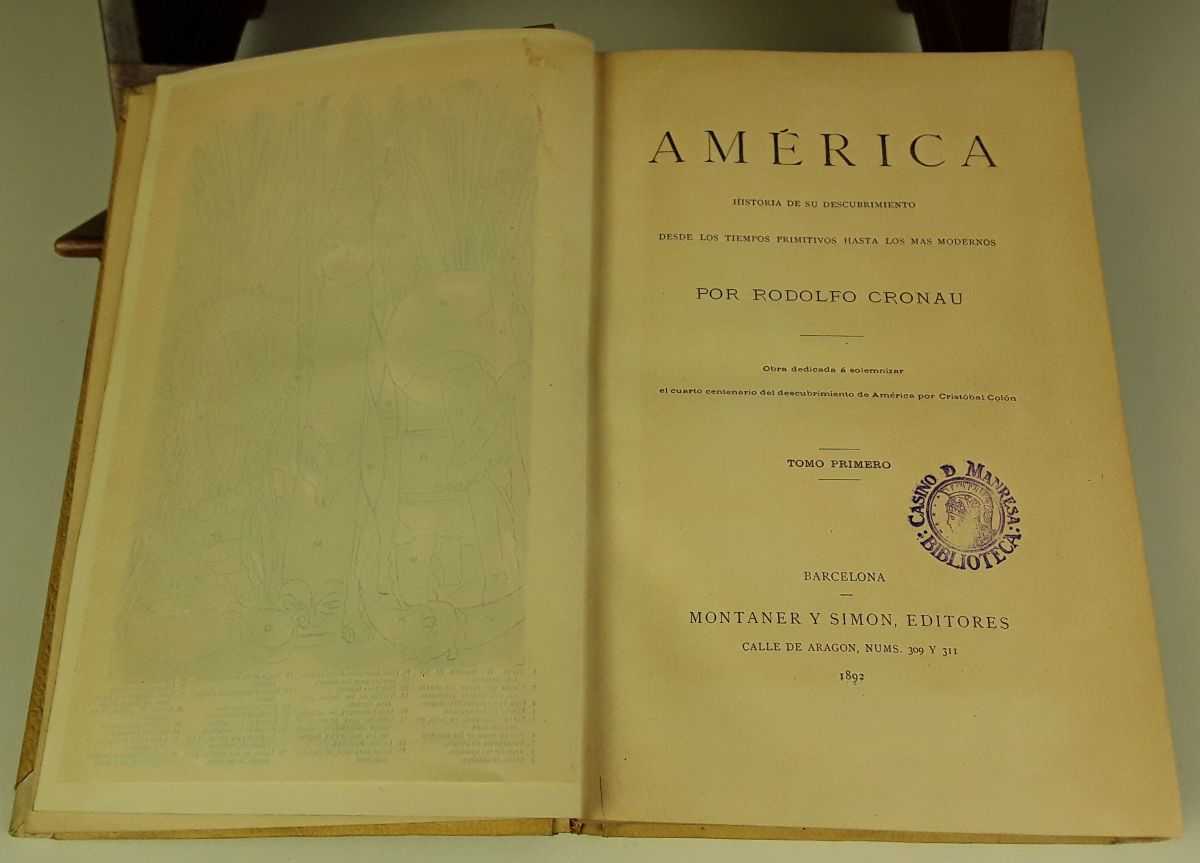 AMÉRICA
HISTORIA DE SU DESCUBRIMIENTO
DESDE LOS TIEMPOS PRIMITIVOS HASTA LOS MAS MODERNOS
POR RODOLFO CRONAU
Obra dedicada á solemnizar
el cuarto centenario del descubrimiento de América por Cristóbal Colón
TOMO PRIMERO
CASINO D MANRESA
BIBLIOTECA
BARCELONA
MONTANER Y SIMON, EDITORES
CALLE DE ARAGON, NUMS. 309 Y 311
1892